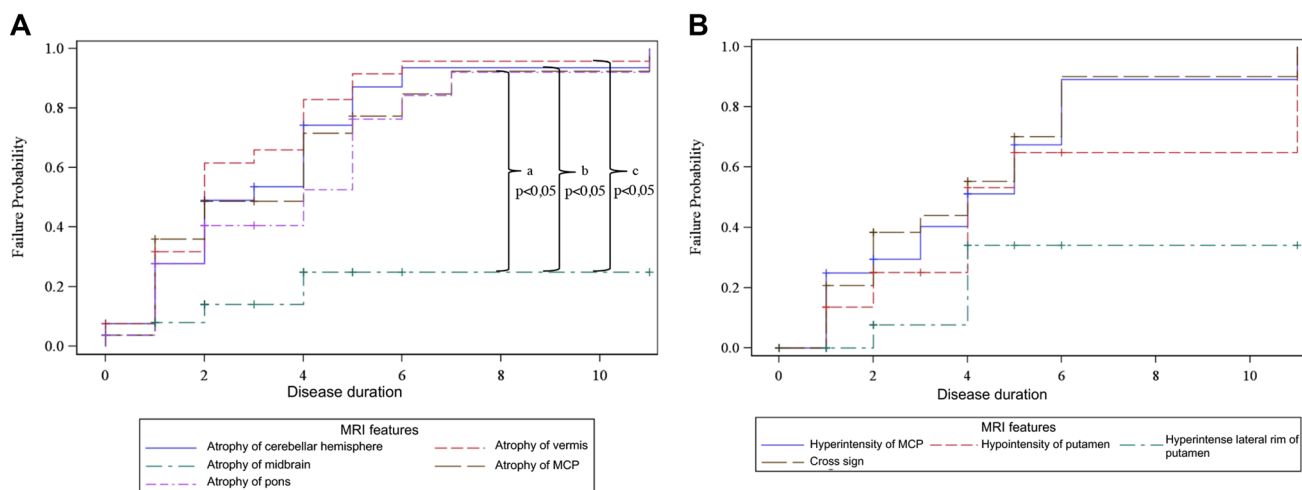 A
Failure Probability
1.0
0.8
0.6
0.4
0.2
0.0
a
p<0,05
b
p<0,05
c
p<0,05
0 2 4 6 8 10
Disease duration
MRI features
Atrophy of cerebellar hemisphere Atrophy of vermis
Atrophy of midbrain Atrophy of MCP
Atrophy of pons
B
Failure Probability
1.0
0.8
0.6
0.4
0.2
0.0
0 2 4 6 8 10
Disease duration
MRI features
Hyperintensity of MCP Hypointensity of putamen Hyperintense lateral rim of
putamen
Cross sign